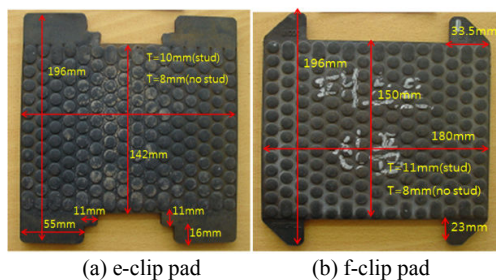 T=10mm(stud)
196mm
T=8mm(no stud)
142mm
11mm
11mm
55mm
16mm
33.5mm
196mm
150mm
180mm
T=11mm(stud)
T=8mm(no stud)
23mm
(a) e-clip pad
(b) f-clip pad